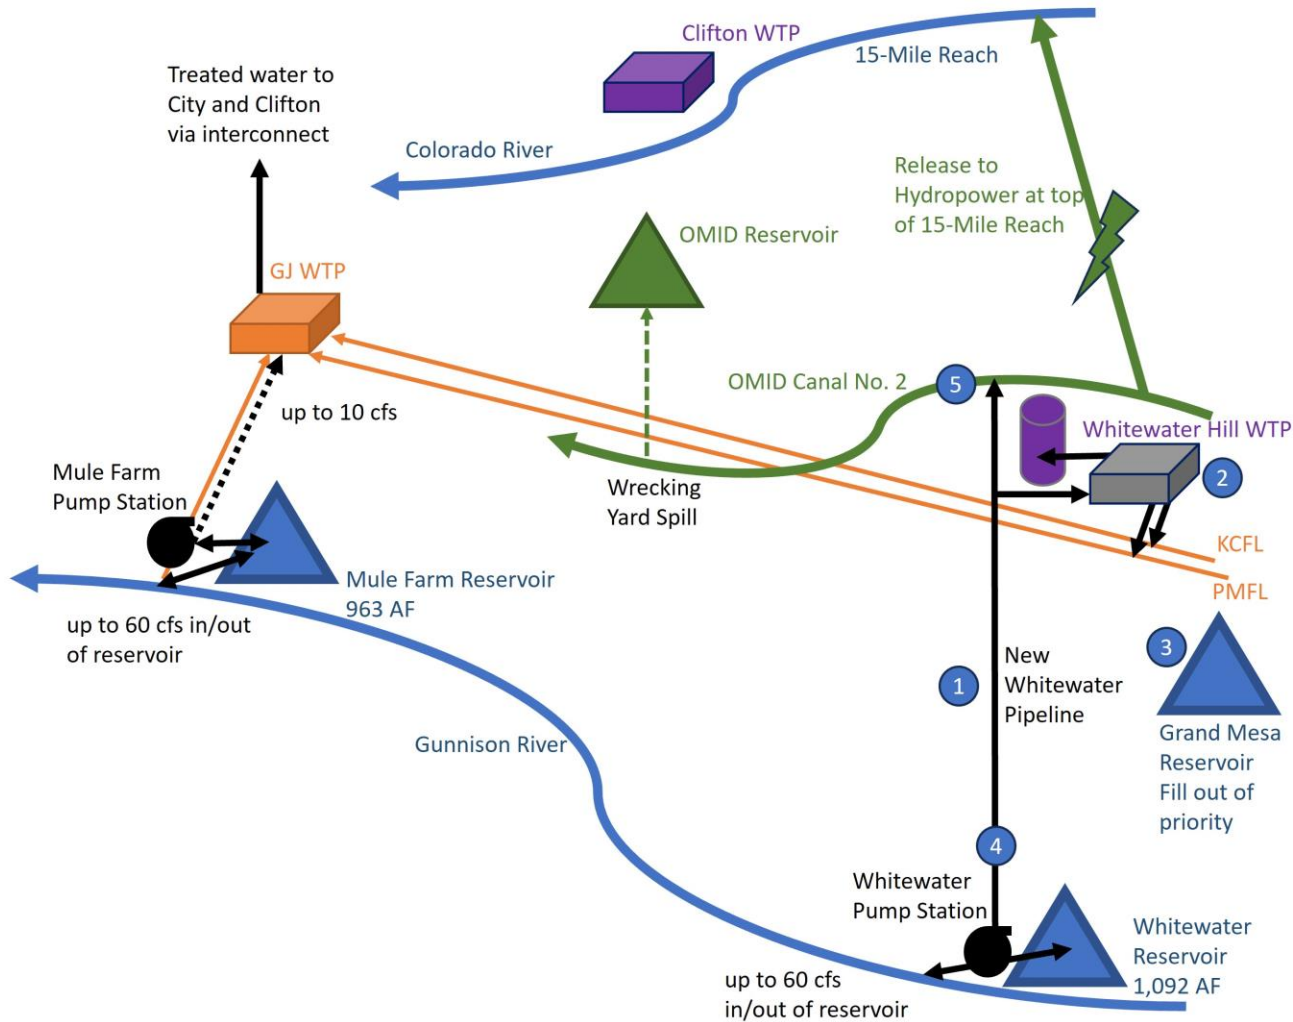 Clifton WTP
15-Mile Reach
Treated water to
City and Clifton
via interconnect
Colorado River
Release to
Hydropower at top
of 15-Mile Reach
OMID Reservoir
GJ WTP
OMID Canal No. 2
5
up to 10 cfs
Whitewater Hill WTP
2
Mule Farm
Pump Station
Wrecking
Yard Spill
KCFL
PMFL
Mule Farm Reservoir
963 AF
up to 60 cfs in/out
of reservoir
3
1
New
Whitewater
Pipeline
Grand Mesa
Reservoir
Fill out of
priority
Gunnison River
4
Whitewater
Pump Station
Whitewater
Reservoir
1,092 AF
up to 60 cfs
in/out of reservoir